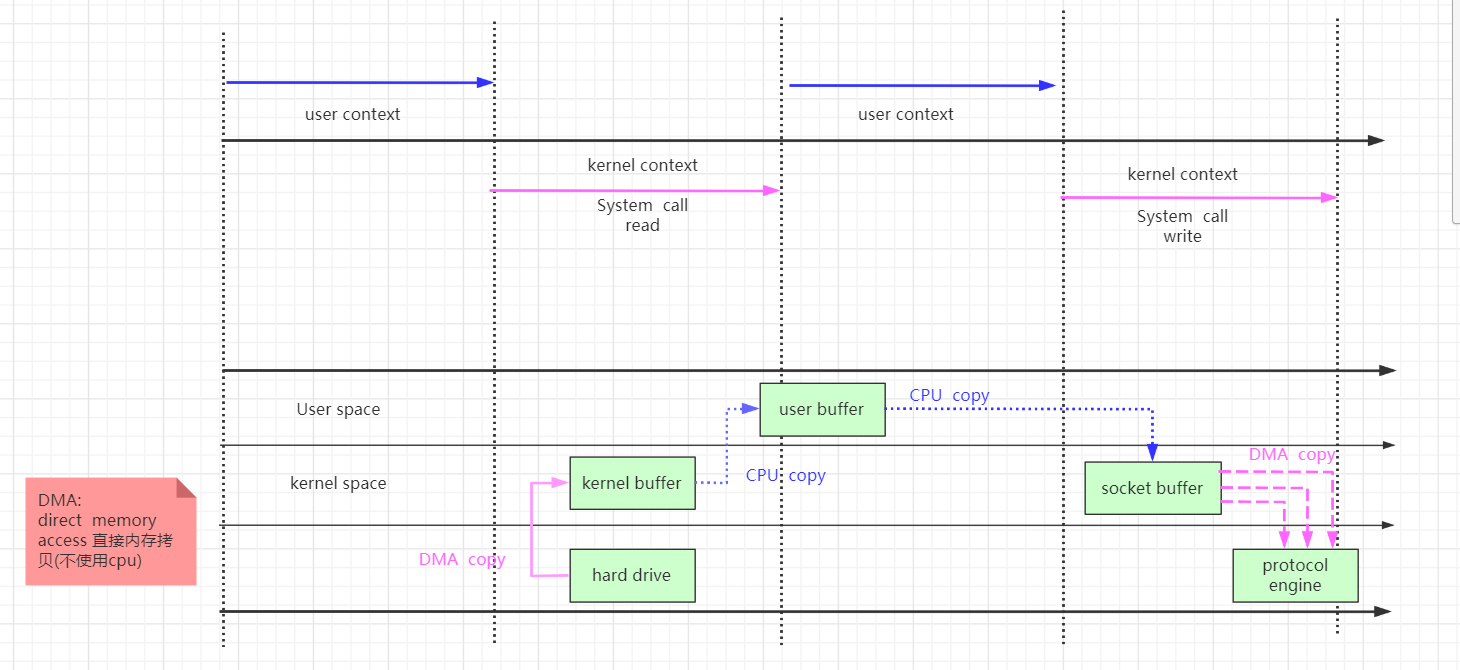 user context
user context
kernel context
System call
read
kernel context
System call
write
User space
user buffer
CPU copy
kernel space
kernel buffer
CPU copy
socket buffer
DMA copy
DMA:
direct memory
access 直接内存拷
贝(不使用cpu)
DMA copy
hard drive
protocol
engine